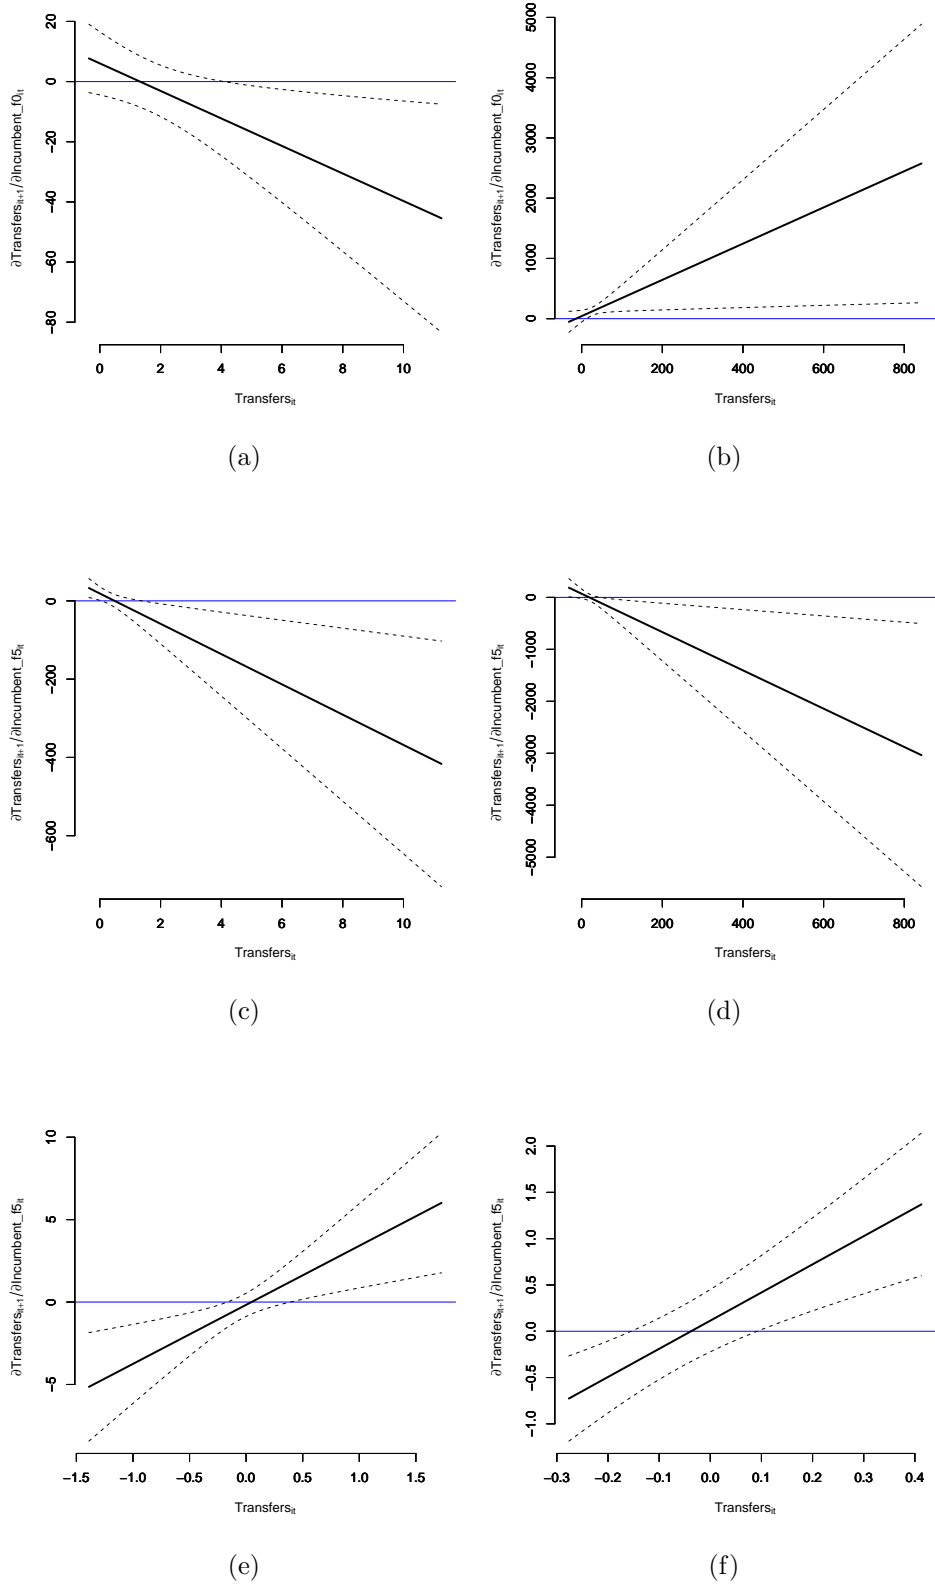 20
0
−20
−40
−60
−80
∂Transfers_it+1/∂Incumbent_f0_it
0 2 4 6 8 10
Transfers_it
(a)
5000
4000
3000
2000
1000
0
∂Transfers_it+1/∂Incumbent_f0_it
0 200 400 600 800
Transfers_it
(b)
0
−200
−400
−600
∂Transfers_it+1/∂Incumbent_f5_it
0 2 4 6 8 10
Transfers_it
(c)
0
−1000
−2000
−3000
−4000
−5000
∂Transfers_it+1/∂Incumbent_f5_it
0 200 400 600 800
Transfers_it
(d)
10
5
0
−5
∂Transfers_it+1/∂Incumbent_f5_it
−1.5 −1.0 −0.5 0.0 0.5 1.0 1.5
Transfers_it
(e)
2.0
1.5
1.0
0.5
0.0
−0.5
−1.0
∂Transfers_it+1/∂Incumbent_f5_it
−0.3 −0.2 −0.1 0.0 0.1 0.2 0.3 0.4
Transfers_it
(f)